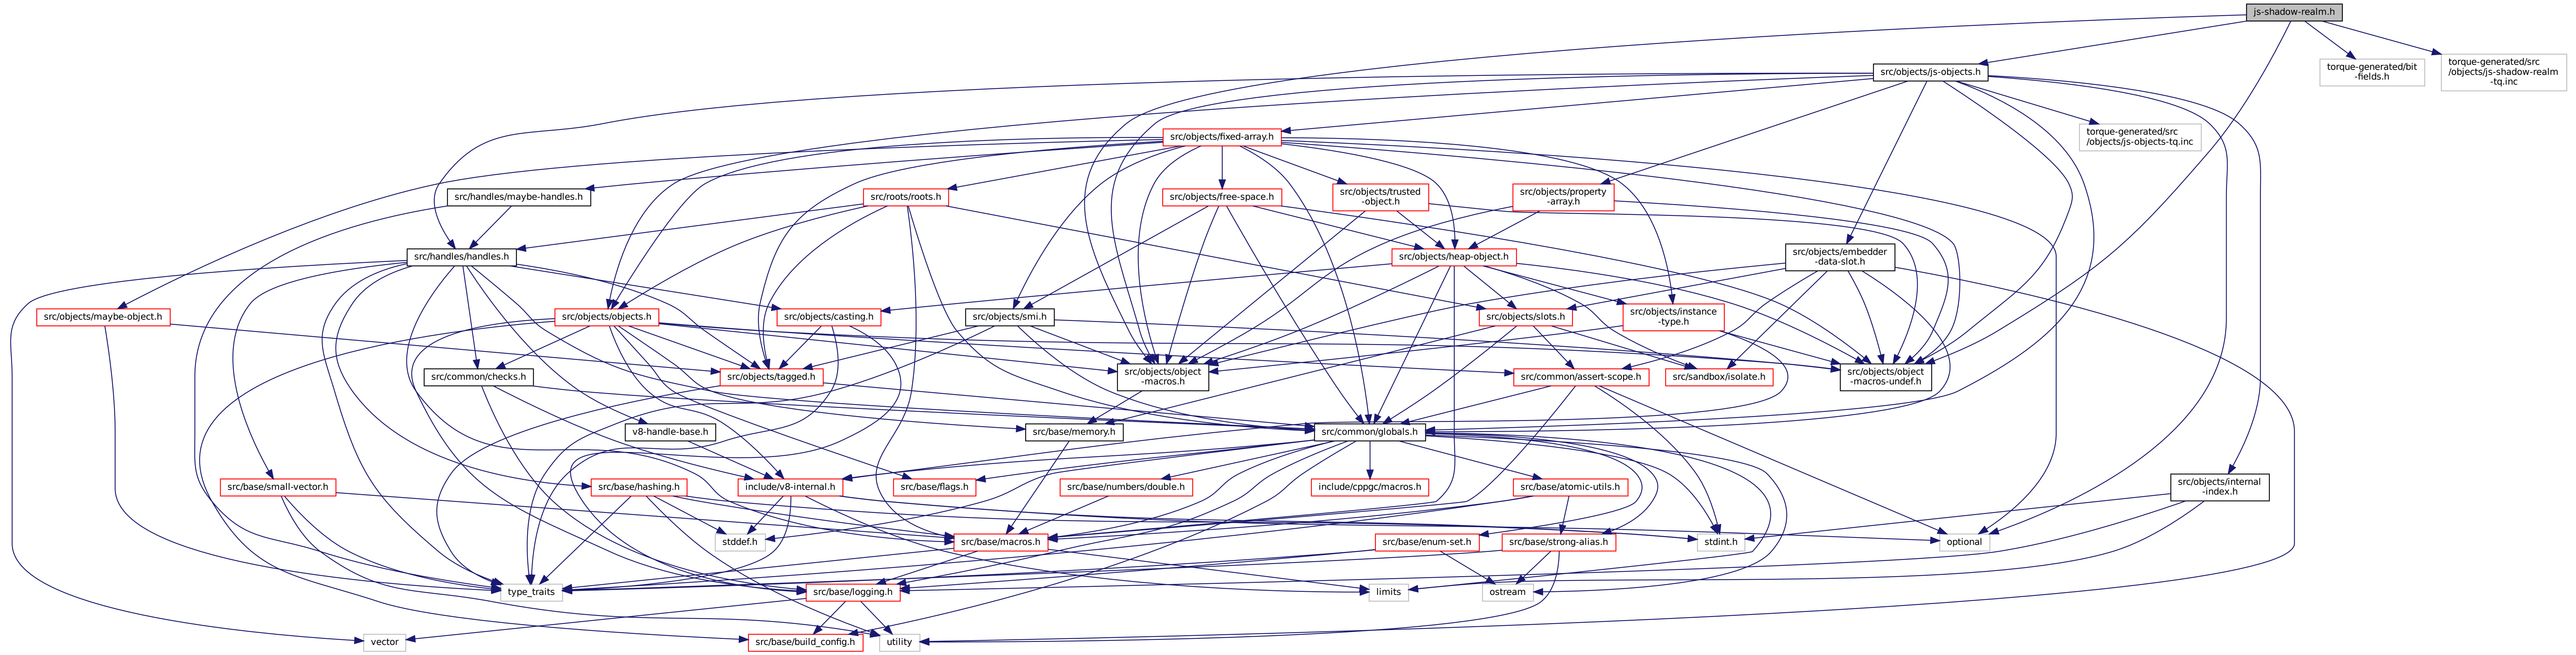 js-shadow-realm.h
src/objects/js-objects.h
torque-generated/bit
-fields.h
torque-generated/src
/objects/js-shadow-realm
-tq.inc
src/objects/fixed-array.h
torque-generated/src
/objects/js-objects-tq.inc
src/handles/maybe-handles.h
src/roots/roots.h
src/objects/free-space.h
src/objects/trusted
-object.h
src/objects/property
-array.h
src/handles/handles.h
src/objects/heap-object.h
src/objects/embedder
-data-slot.h
src/objects/maybe-object.h
src/objects/objects.h
src/objects/casting.h
src/objects/smi.h
src/objects/slots.h
src/objects/instance
-type.h
src/common/checks.h
src/objects/tagged.h
src/objects/object
-macros.h
src/common/assert-scope.h
src/sandbox/isolate.h
src/objects/object
-macros-undef.h
v8-handle-base.h
src/base/memory.h
src/common/globals.h
src/base/small-vector.h
src/base/hashing.h
include/v8-internal.h
src/base/flags.h
src/base/numbers/double.h
include/cppgc/macros.h
src/base/atomic-utils.h
src/objects/internal
-index.h
stddef.h
src/base/macros.h
src/base/enum-set.h
src/base/strong-alias.h
stdint.h
optional
type_traits
src/base/logging.h
limits
ostream
vector
src/base/build_config.h
utility